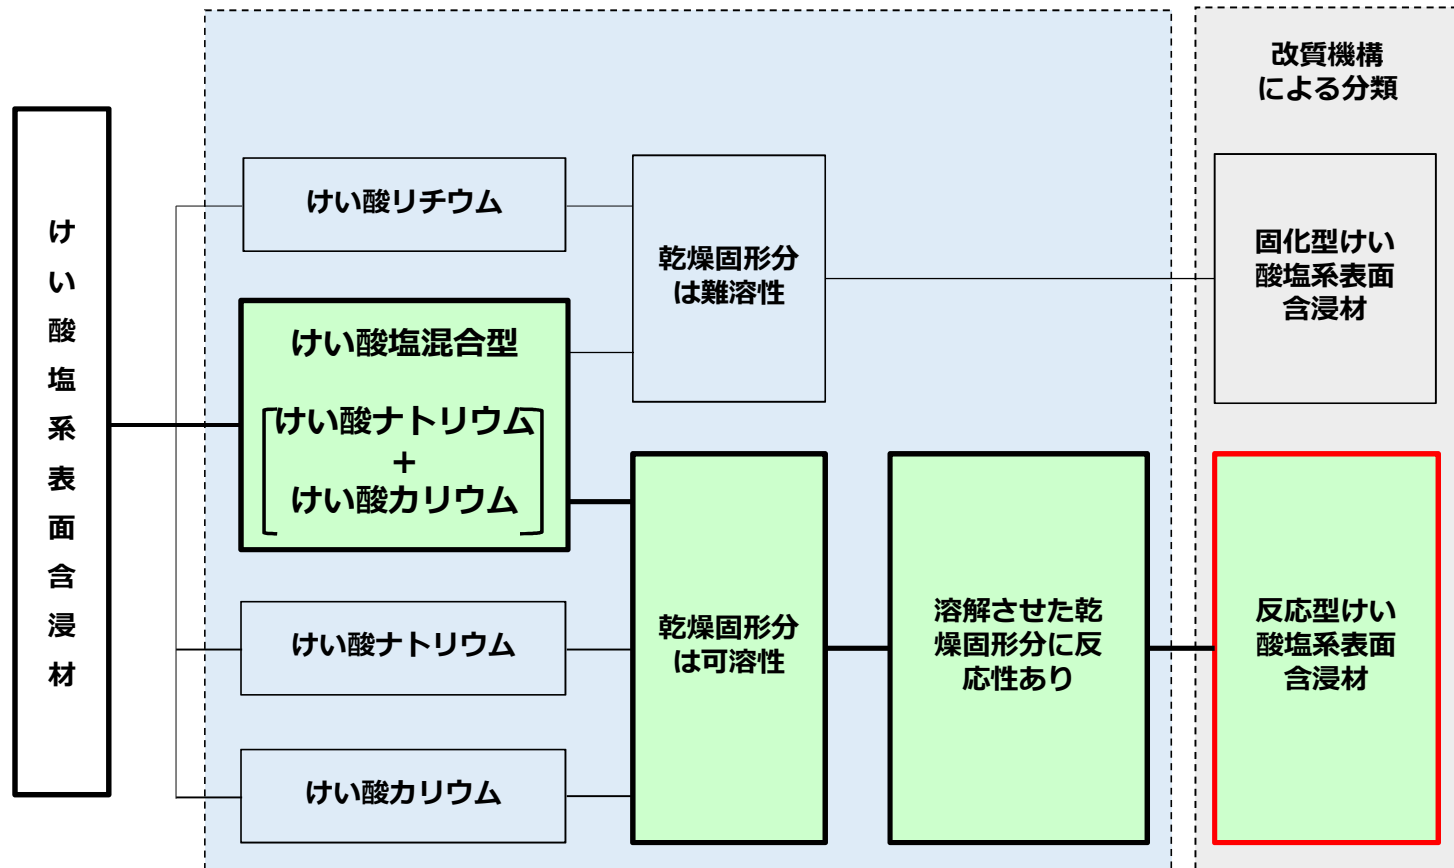 けい酸塩系表面含浸材
改質機構
による分類
けい酸リチウム
乾燥固形分
は難溶性
固化型けい
酸塩系表面
含浸材
けい酸塩混合型
けい酸ナトリウム
+
けい酸カリウム
乾燥固形分
は可溶性
溶解させた乾
燥固形分に反
応性あり
反応型けい
酸塩系表面
含浸材
けい酸ナトリウム
けい酸カリウム